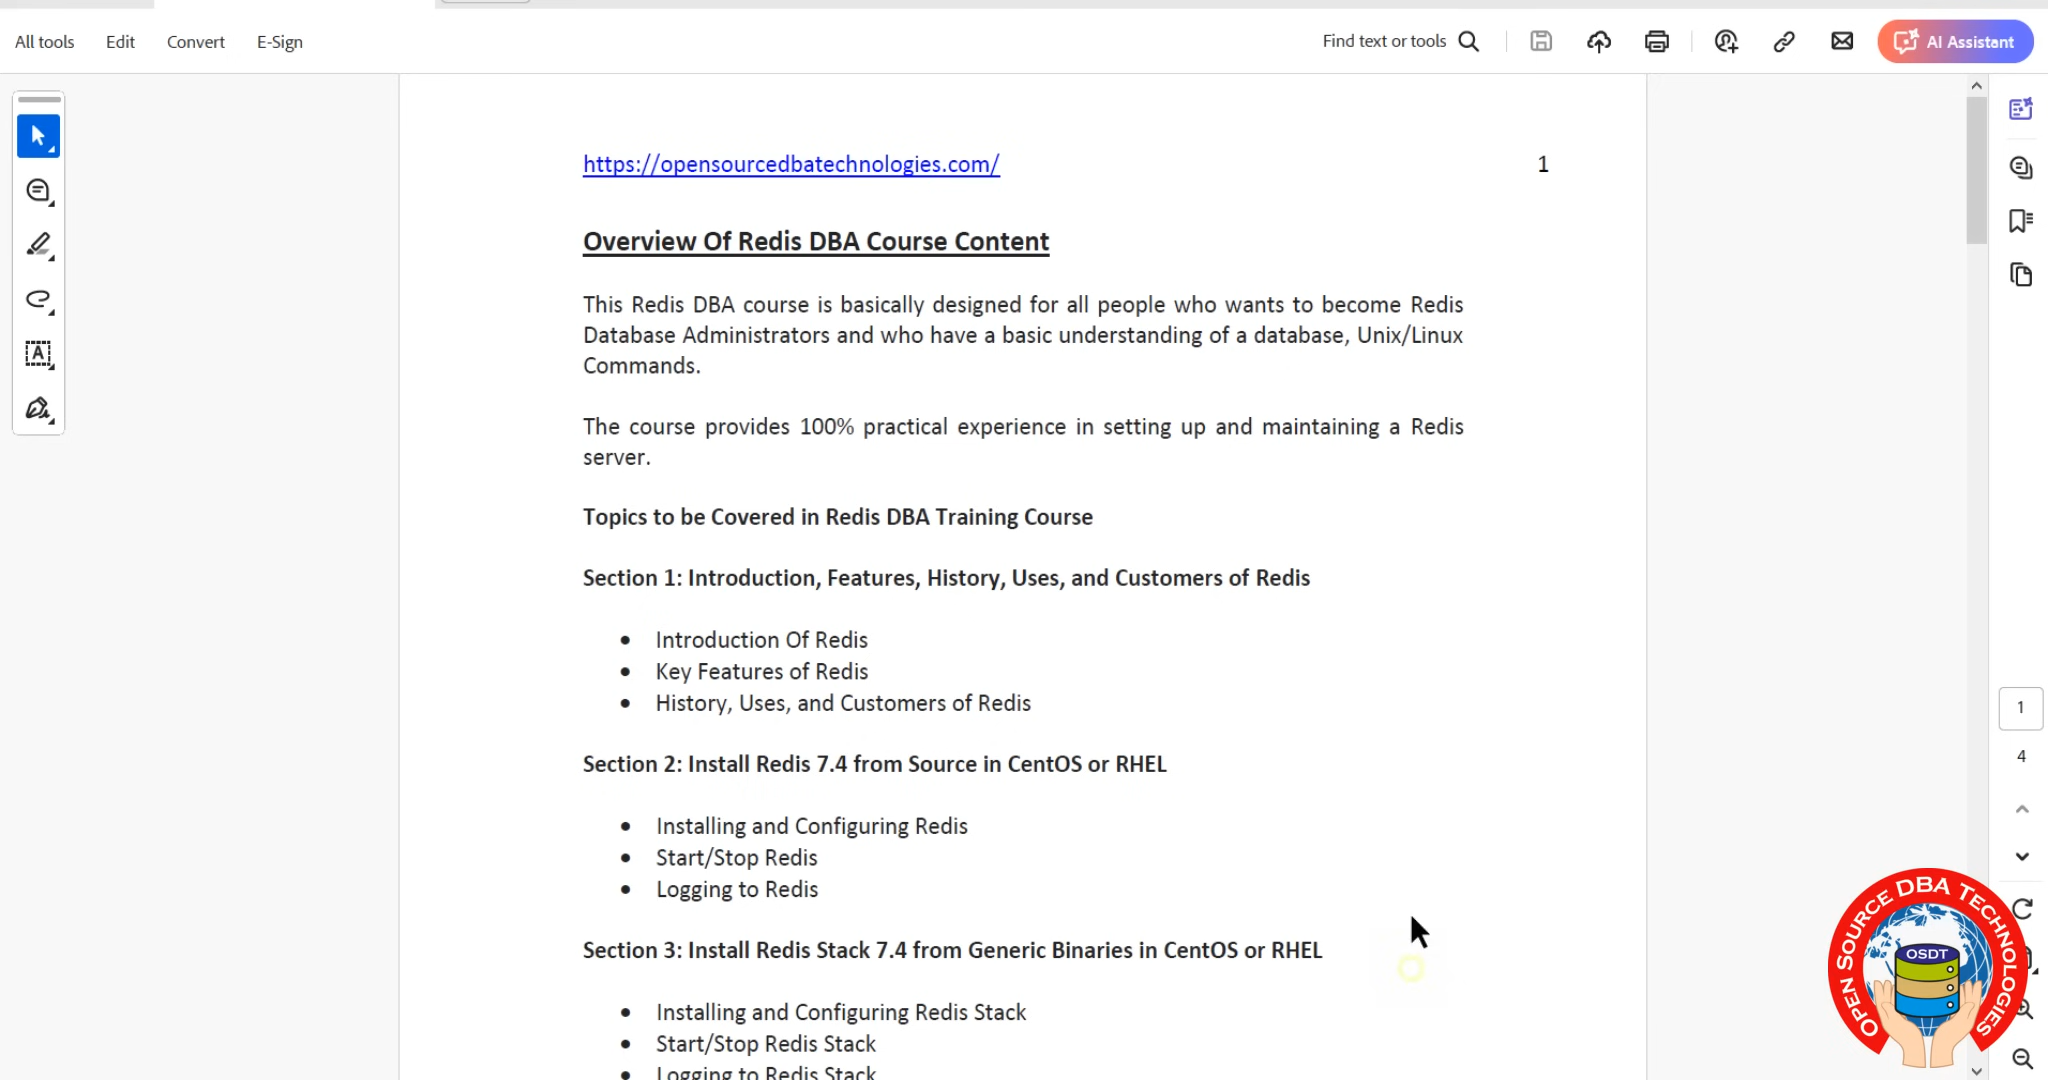 All tools Edit Convert E-Sign Find text or tools AI Assistant
https://opensourcedbatechnologies.com/ 1
Overview Of Redis DBA Course Content
This Redis DBA course is basically designed for all people who wants to become Redis
Database Administrators and who have a basic understanding of a database, Unix/Linux
Commands.
The course provides 100% practical experience in setting up and maintaining a Redis
server.
Topics to be Covered in Redis DBA Training Course
Section 1: Introduction, Features, History, Uses, and Customers of Redis
• Introduction Of Redis
• Key Features of Redis
• History, Uses, and Customers of Redis
Section 2: Install Redis 7.4 from Source in CentOS or RHEL
• Installing and Configuring Redis
• Start/Stop Redis
• Logging to Redis
Section 3: Install Redis Stack 7.4 from Generic Binaries in CentOS or RHEL
• Installing and Configuring Redis Stack
• Start/Stop Redis Stack
• Logging to Redis Stack
1
4
OPEN SOURCE DBA TECHNOLOGIES
OSDT